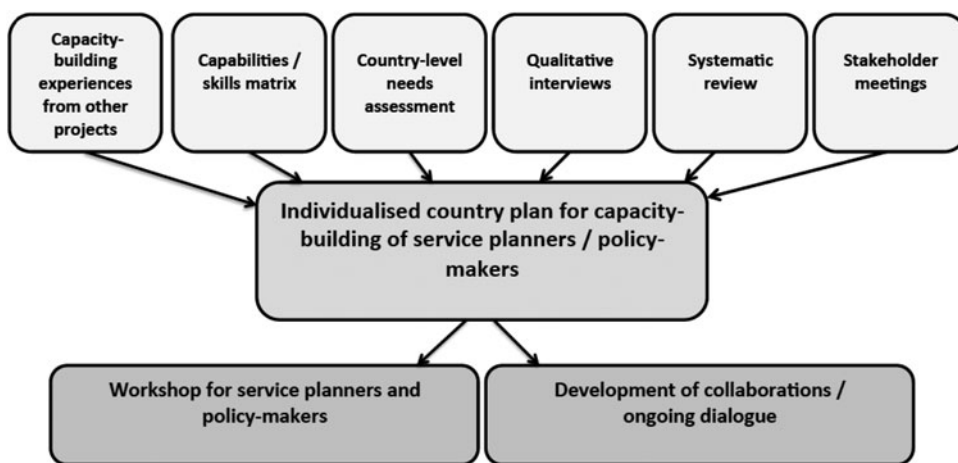 Capacity-
building
experiences
from other
projects
Capabilities /
skills matrix
Country-level
needs
assessment
Qualitative
interviews
Systematic
review
Stakeholder
meetings
Individualised country plan for capacity-
building of service planners / policy-
makers
Workshop for service planners and
policy-makers
Development of collaborations /
ongoing dialogue